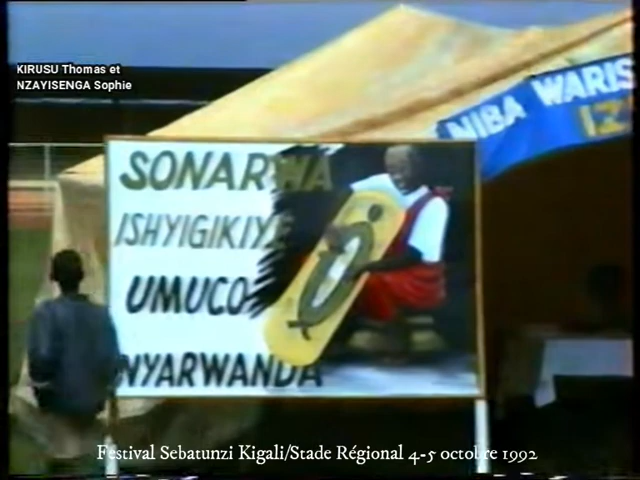 KIRUSU Thomas et
NZAYISENGA Sophie
NIBA WARIS
IZ
SONARWA
ISHYIGIKIYE
UMUCO
NYARWANDA
Festival Sebatunzi Kigali/Stade Régional 4-5 octobre 1992